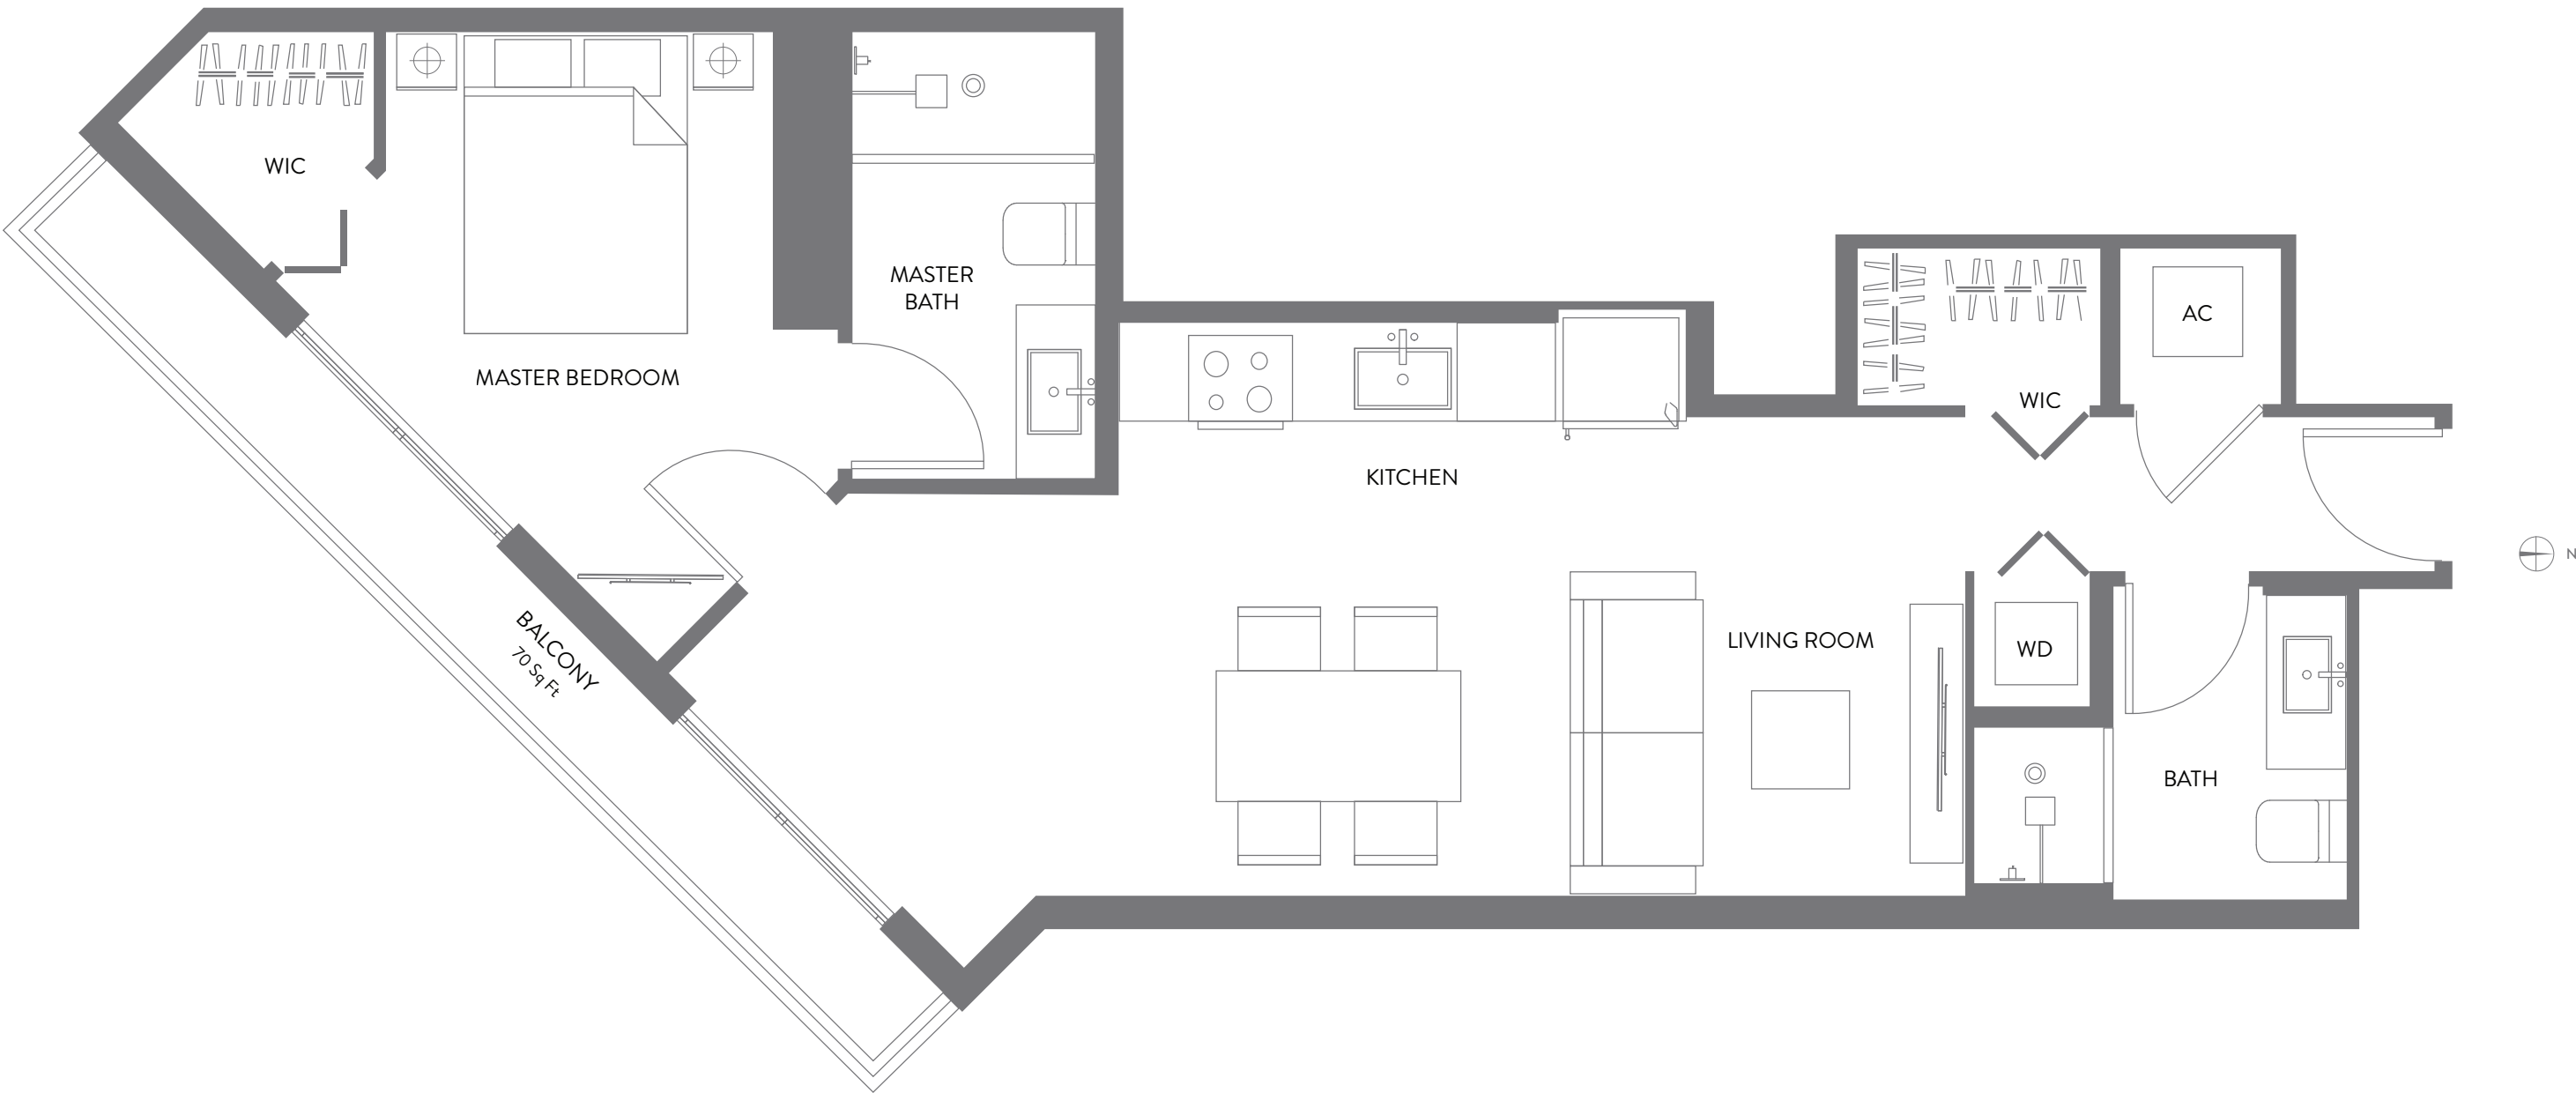 WIC
MASTER
BATH
MASTER BEDROOM
KITCHEN
WIC
AC
BALCONY
70 Sq Ft
LIVING ROOM
WD
BATH
N